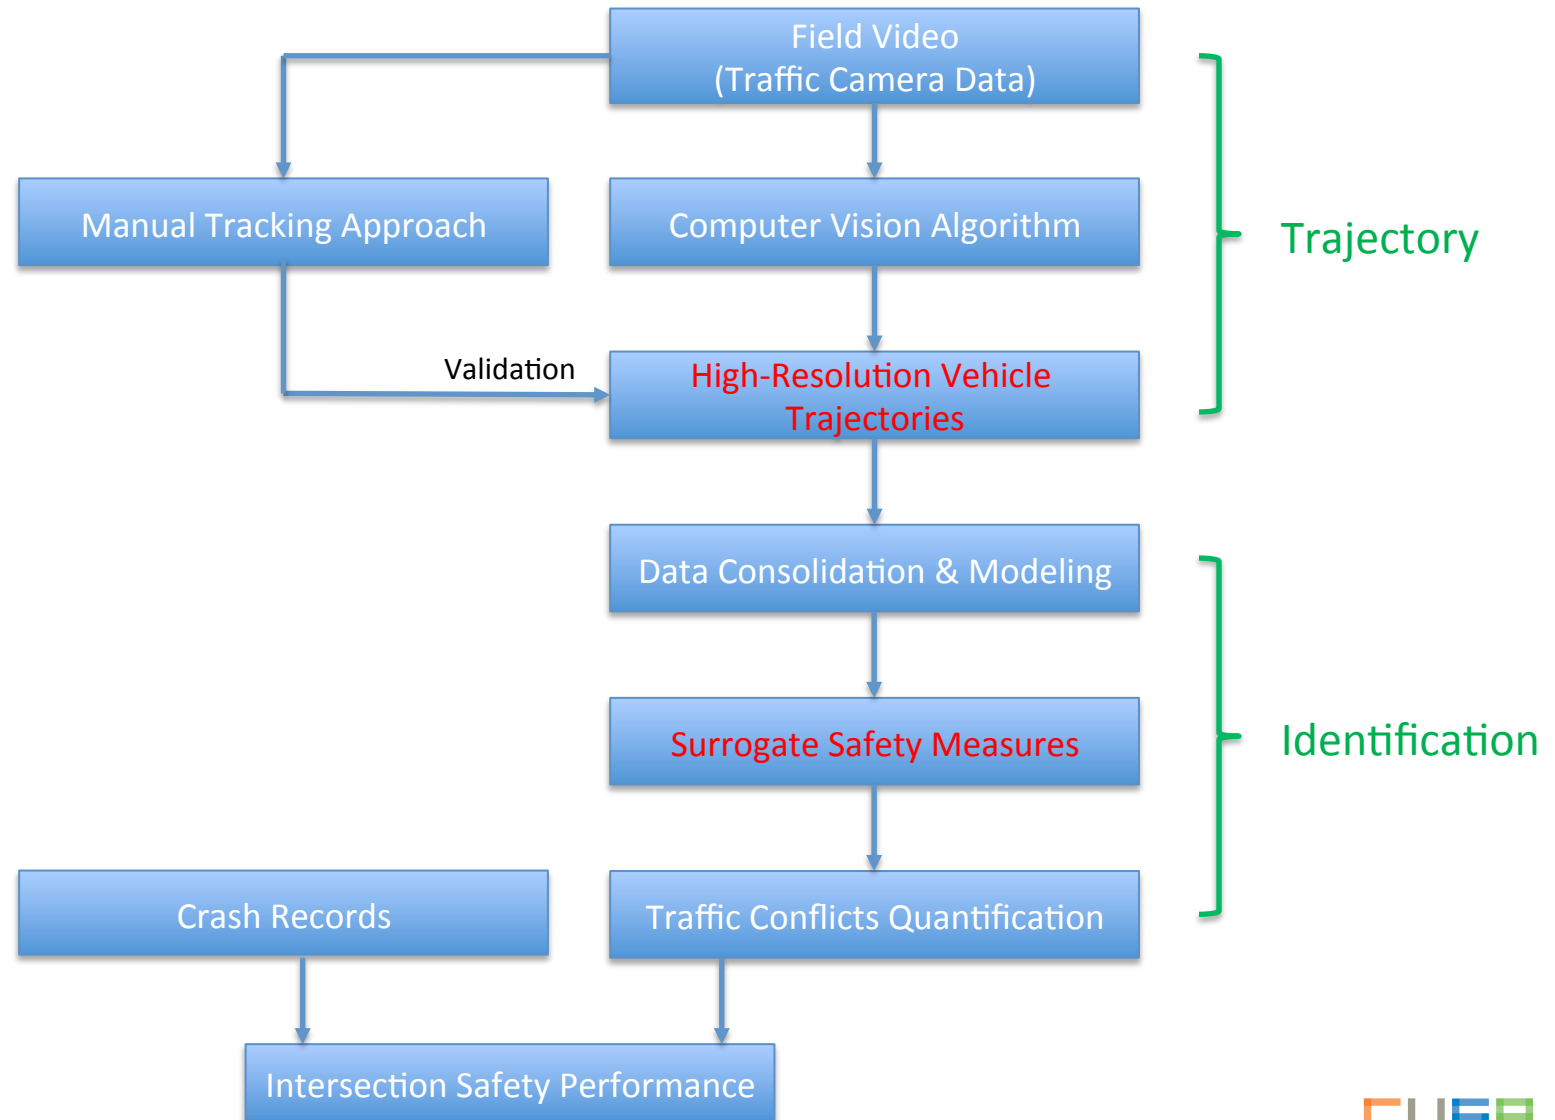 Field Video
(Traffic Camera Data)
Manual Tracking Approach
Computer Vision Algorithm
Trajectory
Validation
High-Resolution Vehicle
Trajectories
Data Consolidation & Modeling
Surrogate Safety Measures
Identification
Crash Records
Traffic Conflicts Quantification
Intersection Safety Performance